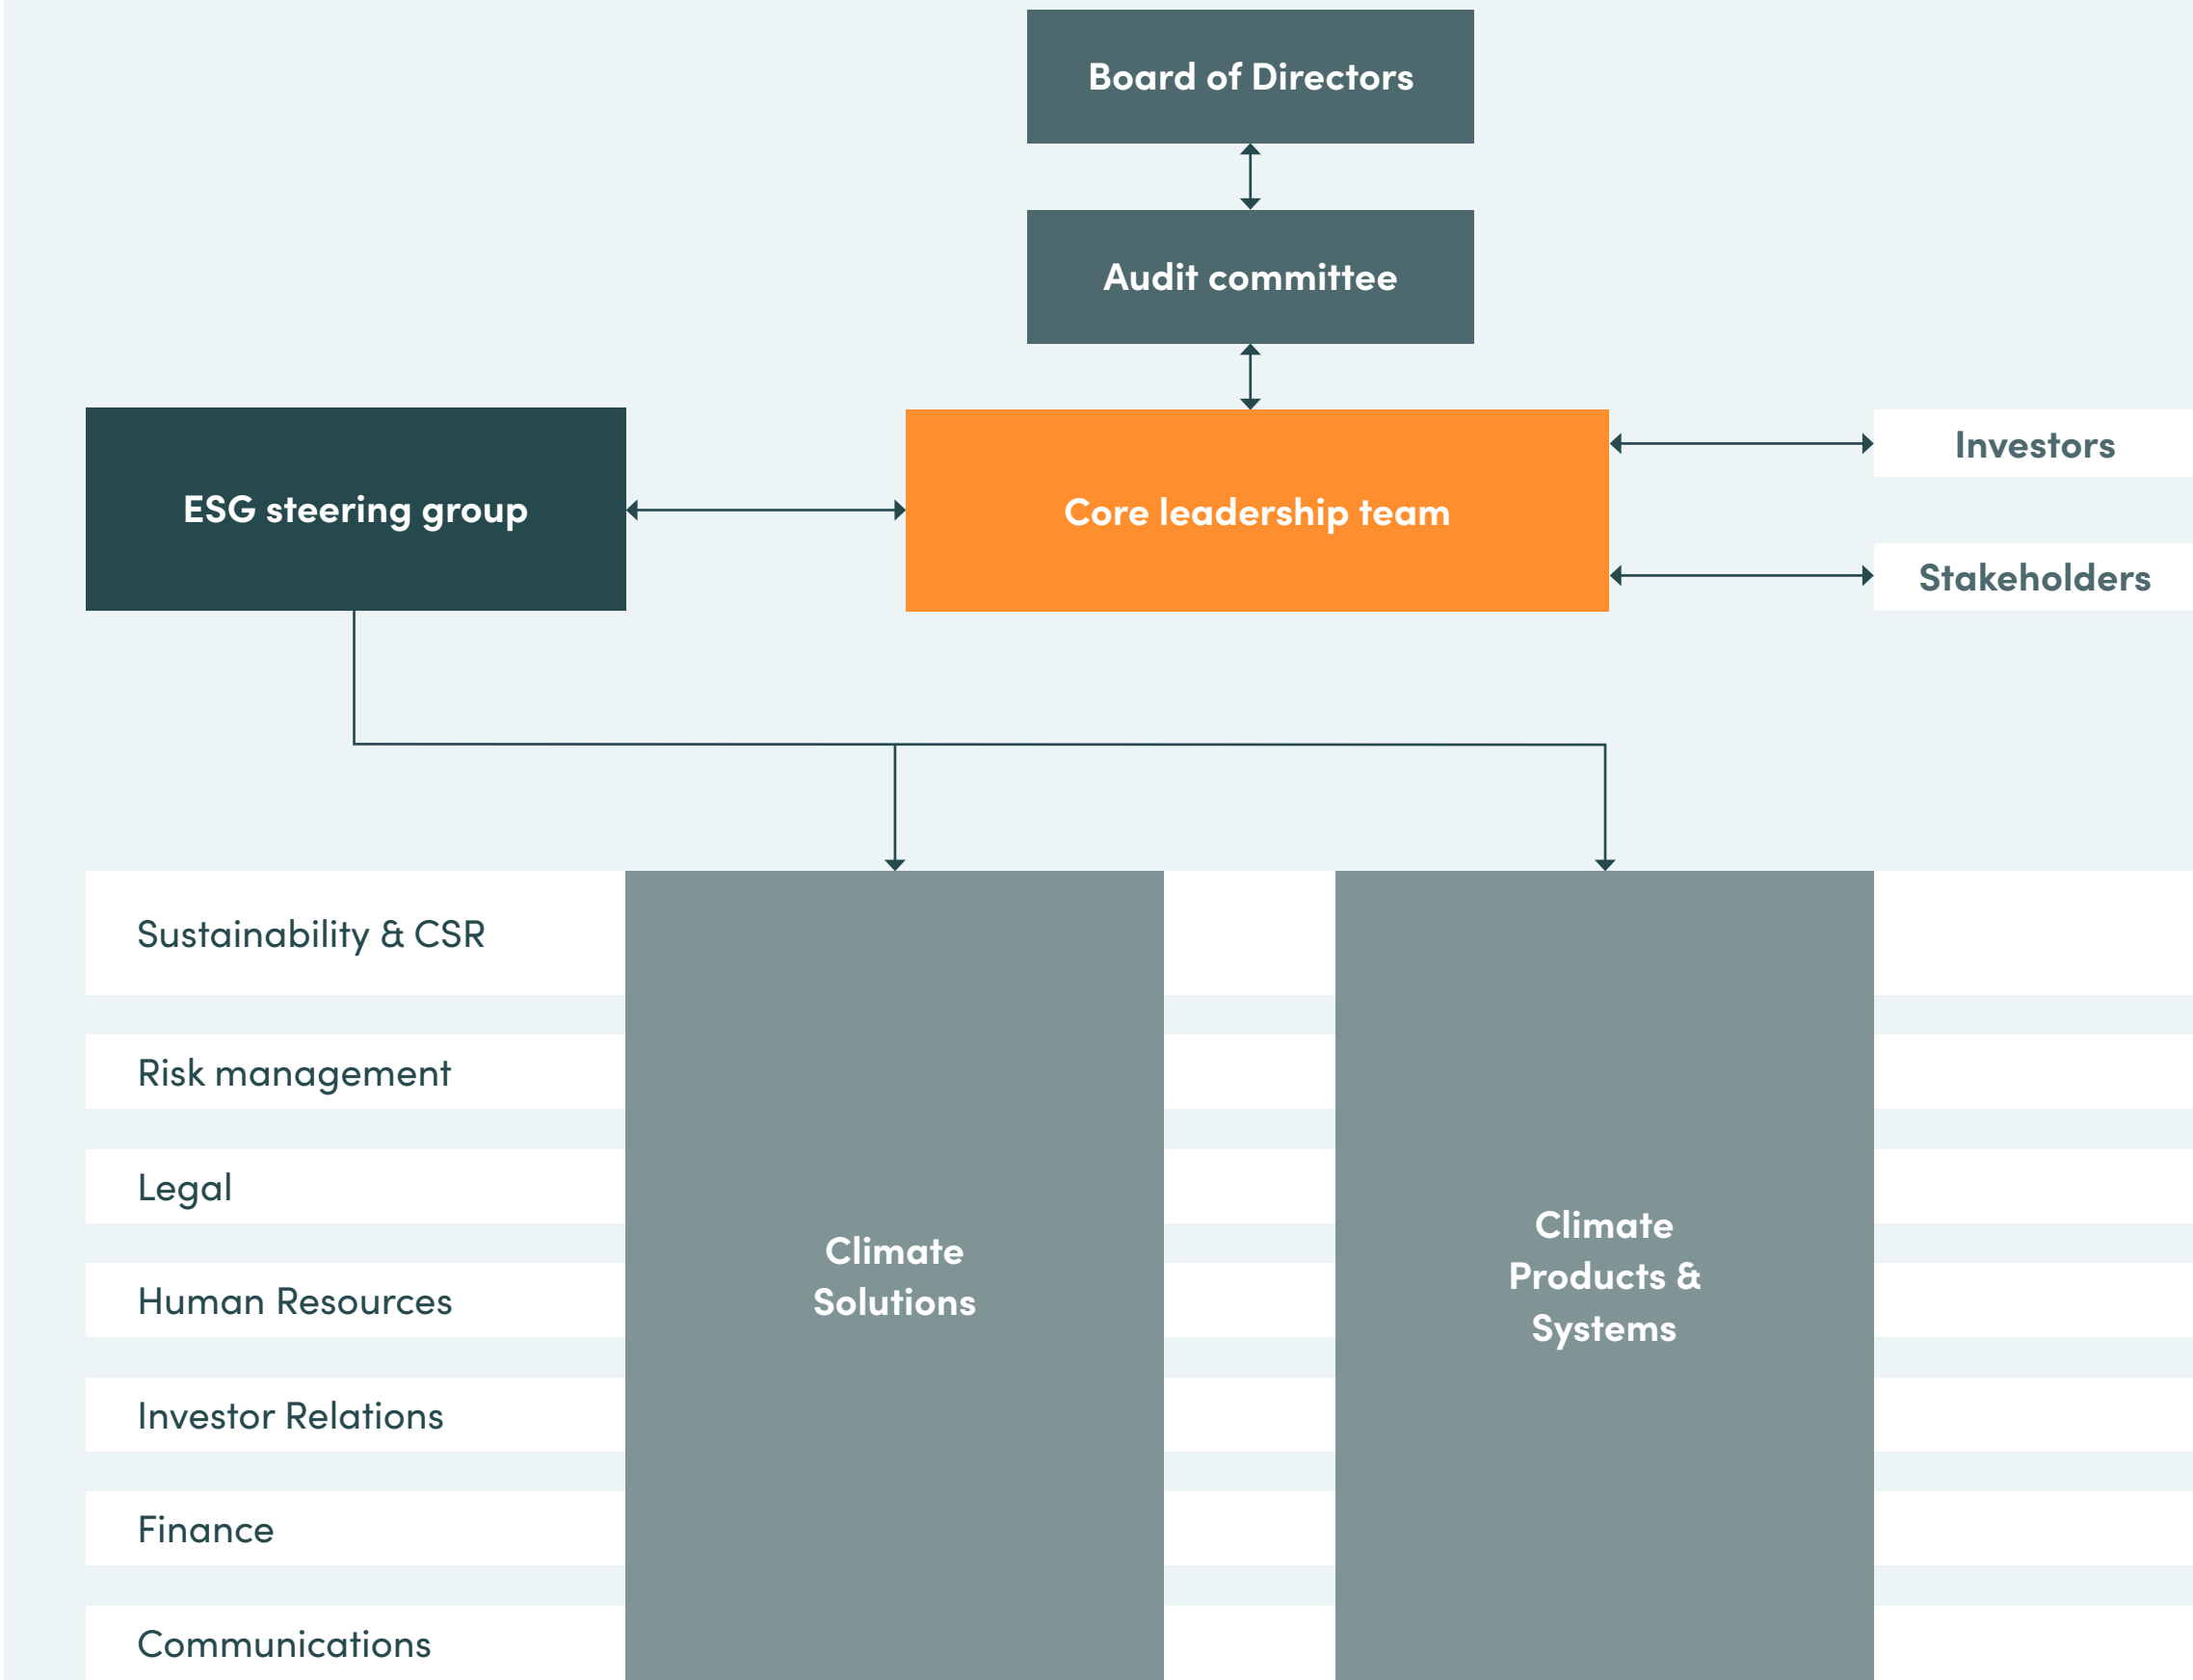 Board of Directors
Audit committee
ESG steering group
Core leadership team
Investors
Stakeholders
Sustainability & CSR
Risk management
Legal
Human Resources
Investor Relations
Finance
Communications
Climate
Solutions
Climate
Products &
Systems